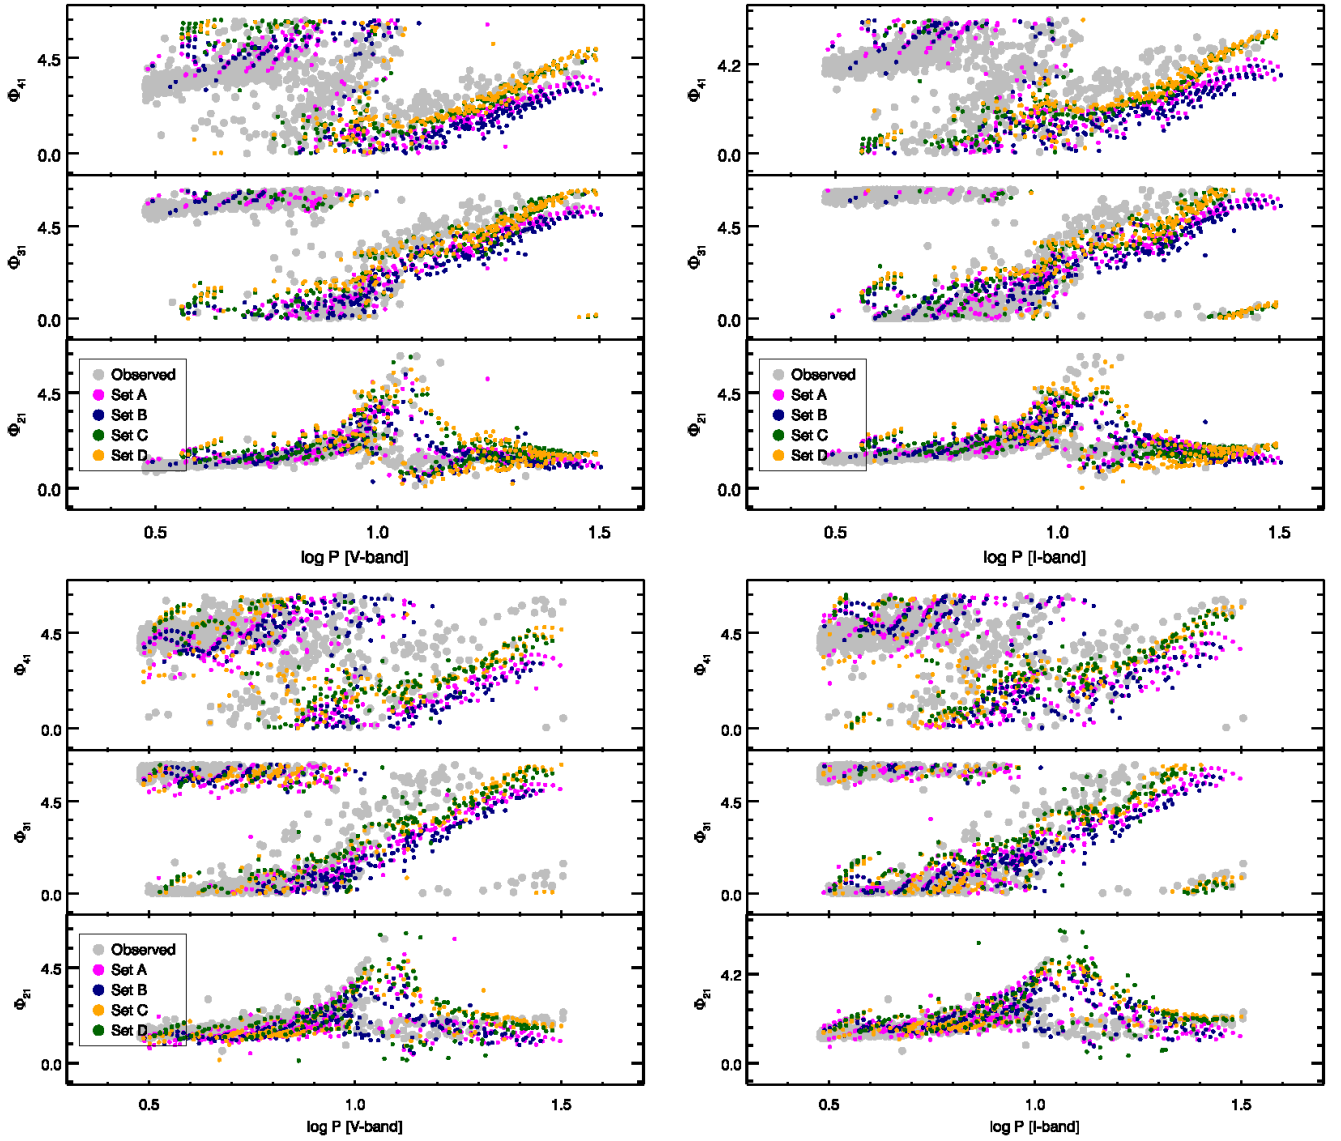 Φ41
4.5
0.0
Φ31
4.5
0.0
Φ21
4.5
0.0
Observed
Set A
Set B
Set C
Set D
0.5 1.0 1.5
log P [V-band]
Φ41
4.2
0.0
Φ31
4.5
0.0
Φ21
4.5
0.0
Observed
Set A
Set B
Set C
Set D
0.5 1.0 1.5
log P [I-band]
Φ41
4.5
0.0
Φ31
4.5
0.0
Φ21
4.5
0.0
Observed
Set A
Set B
Set C
Set D
0.5 1.0 1.5
log P [V-band]
Φ41
4.5
0.0
Φ31
4.5
0.0
Φ21
4.2
0.0
0.5 1.0 1.5
log P [I-band]